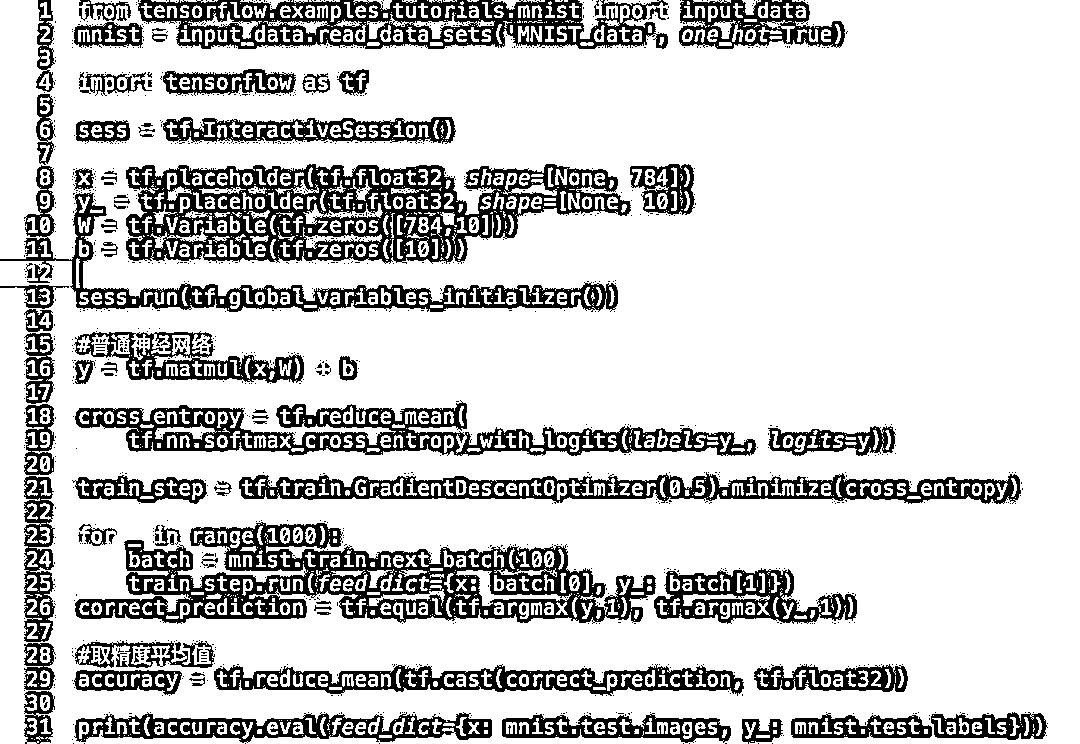 1 from tensorflow.examples.tutorials.mnist import input_data
2 mnist = input_data.read_data_sets('MNIST_data', one_hot=True)
3
4 import tensorflow as tf
5
6 sess = tf.InteractiveSession()
7
8 x = tf.placeholder(tf.float32, shape=[None, 784])
9 y_ = tf.placeholder(tf.float32, shape=[None, 10])
10 W = tf.Variable(tf.zeros([784,10]))
11 b = tf.Variable(tf.zeros([10]))
12
13 sess.run(tf.global_variables_initializer())
14
15 #普通神经网络
16 y = tf.matmul(x,W) + b
17
18 cross_entropy = tf.reduce_mean(
19     tf.nn.softmax_cross_entropy_with_logits(labels=y_, logits=y))
20
21 train_step = tf.train.GradientDescentOptimizer(0.5).minimize(cross_entropy)
22
23 for _ in range(1000):
24     batch = mnist.train.next_batch(100)
25     train_step.run(feed_dict={x: batch[0], y_: batch[1]})
26 correct_prediction = tf.equal(tf.argmax(y,1), tf.argmax(y_,1))
27
28 #取精度平均值
29 accuracy = tf.reduce_mean(tf.cast(correct_prediction, tf.float32))
30
31 print(accuracy.eval(feed_dict={x: mnist.test.images, y_: mnist.test.labels}))